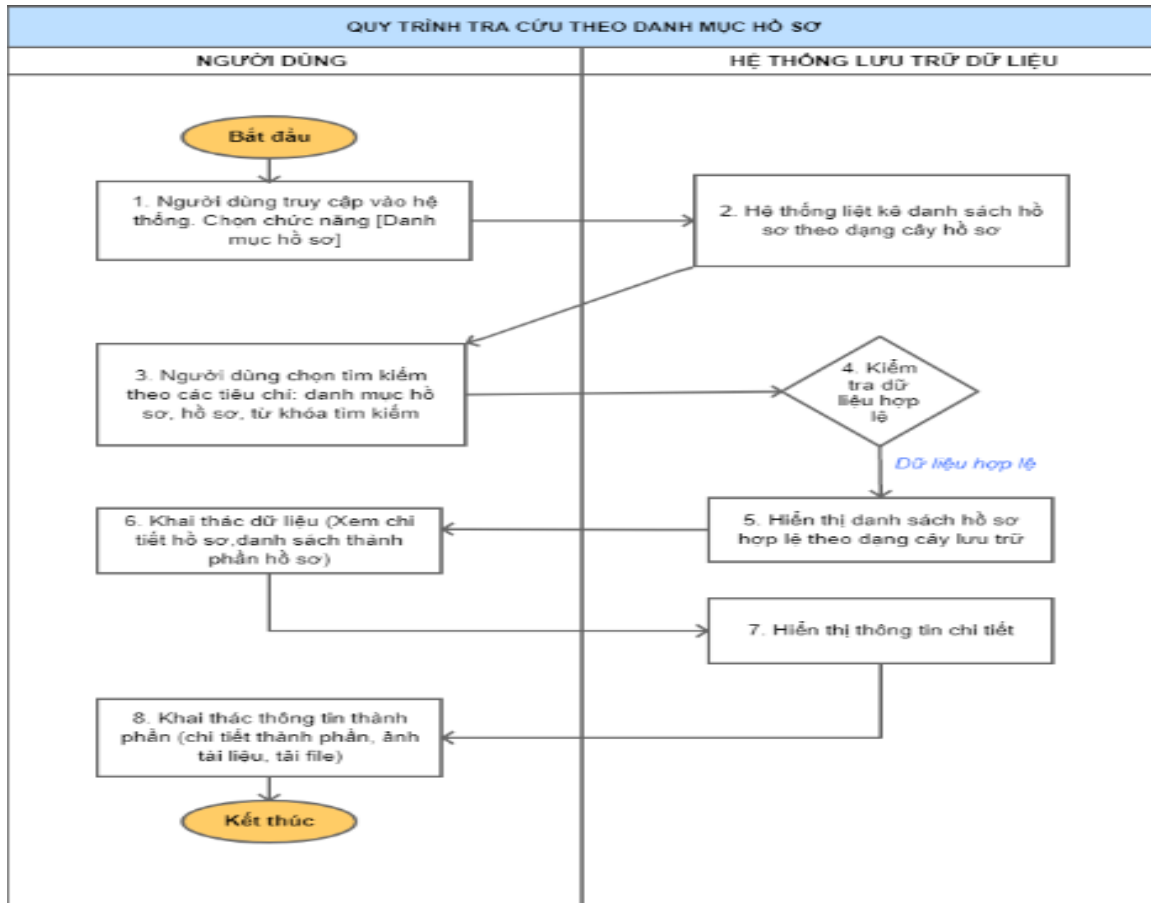 QUY TRÌNH TRA CỨU THEO DANH MỤC HỒ SƠ
NGƯỜI DÙNG
HỆ THỐNG LƯU TRỮ DỮ LIỆU
Bắt đầu
1. Người dùng truy cập vào hệ
thống. Chọn chức năng [Danh
mục hồ sơ]
2. Hệ thống liệt kê danh sách hồ
sơ theo dạng cây hồ sơ
3. Người dùng chọn tìm kiếm
theo các tiêu chí: danh mục hồ
sơ, hồ sơ, từ khóa tìm kiếm
4. Kiểm
tra dữ
liệu hợp
lệ
Dữ liệu hợp lệ
5. Hiển thị danh sách hồ sơ
hợp lệ theo dạng cây lưu trữ
6. Khai thác dữ liệu (Xem chi
tiết hồ sơ,danh sách thành
phần hồ sơ)
7. Hiển thị thông tin chi tiết
8. Khai thác thông tin thành
phần (chi tiết thành phần, ảnh
tài liệu, tải file)
Kết thúc